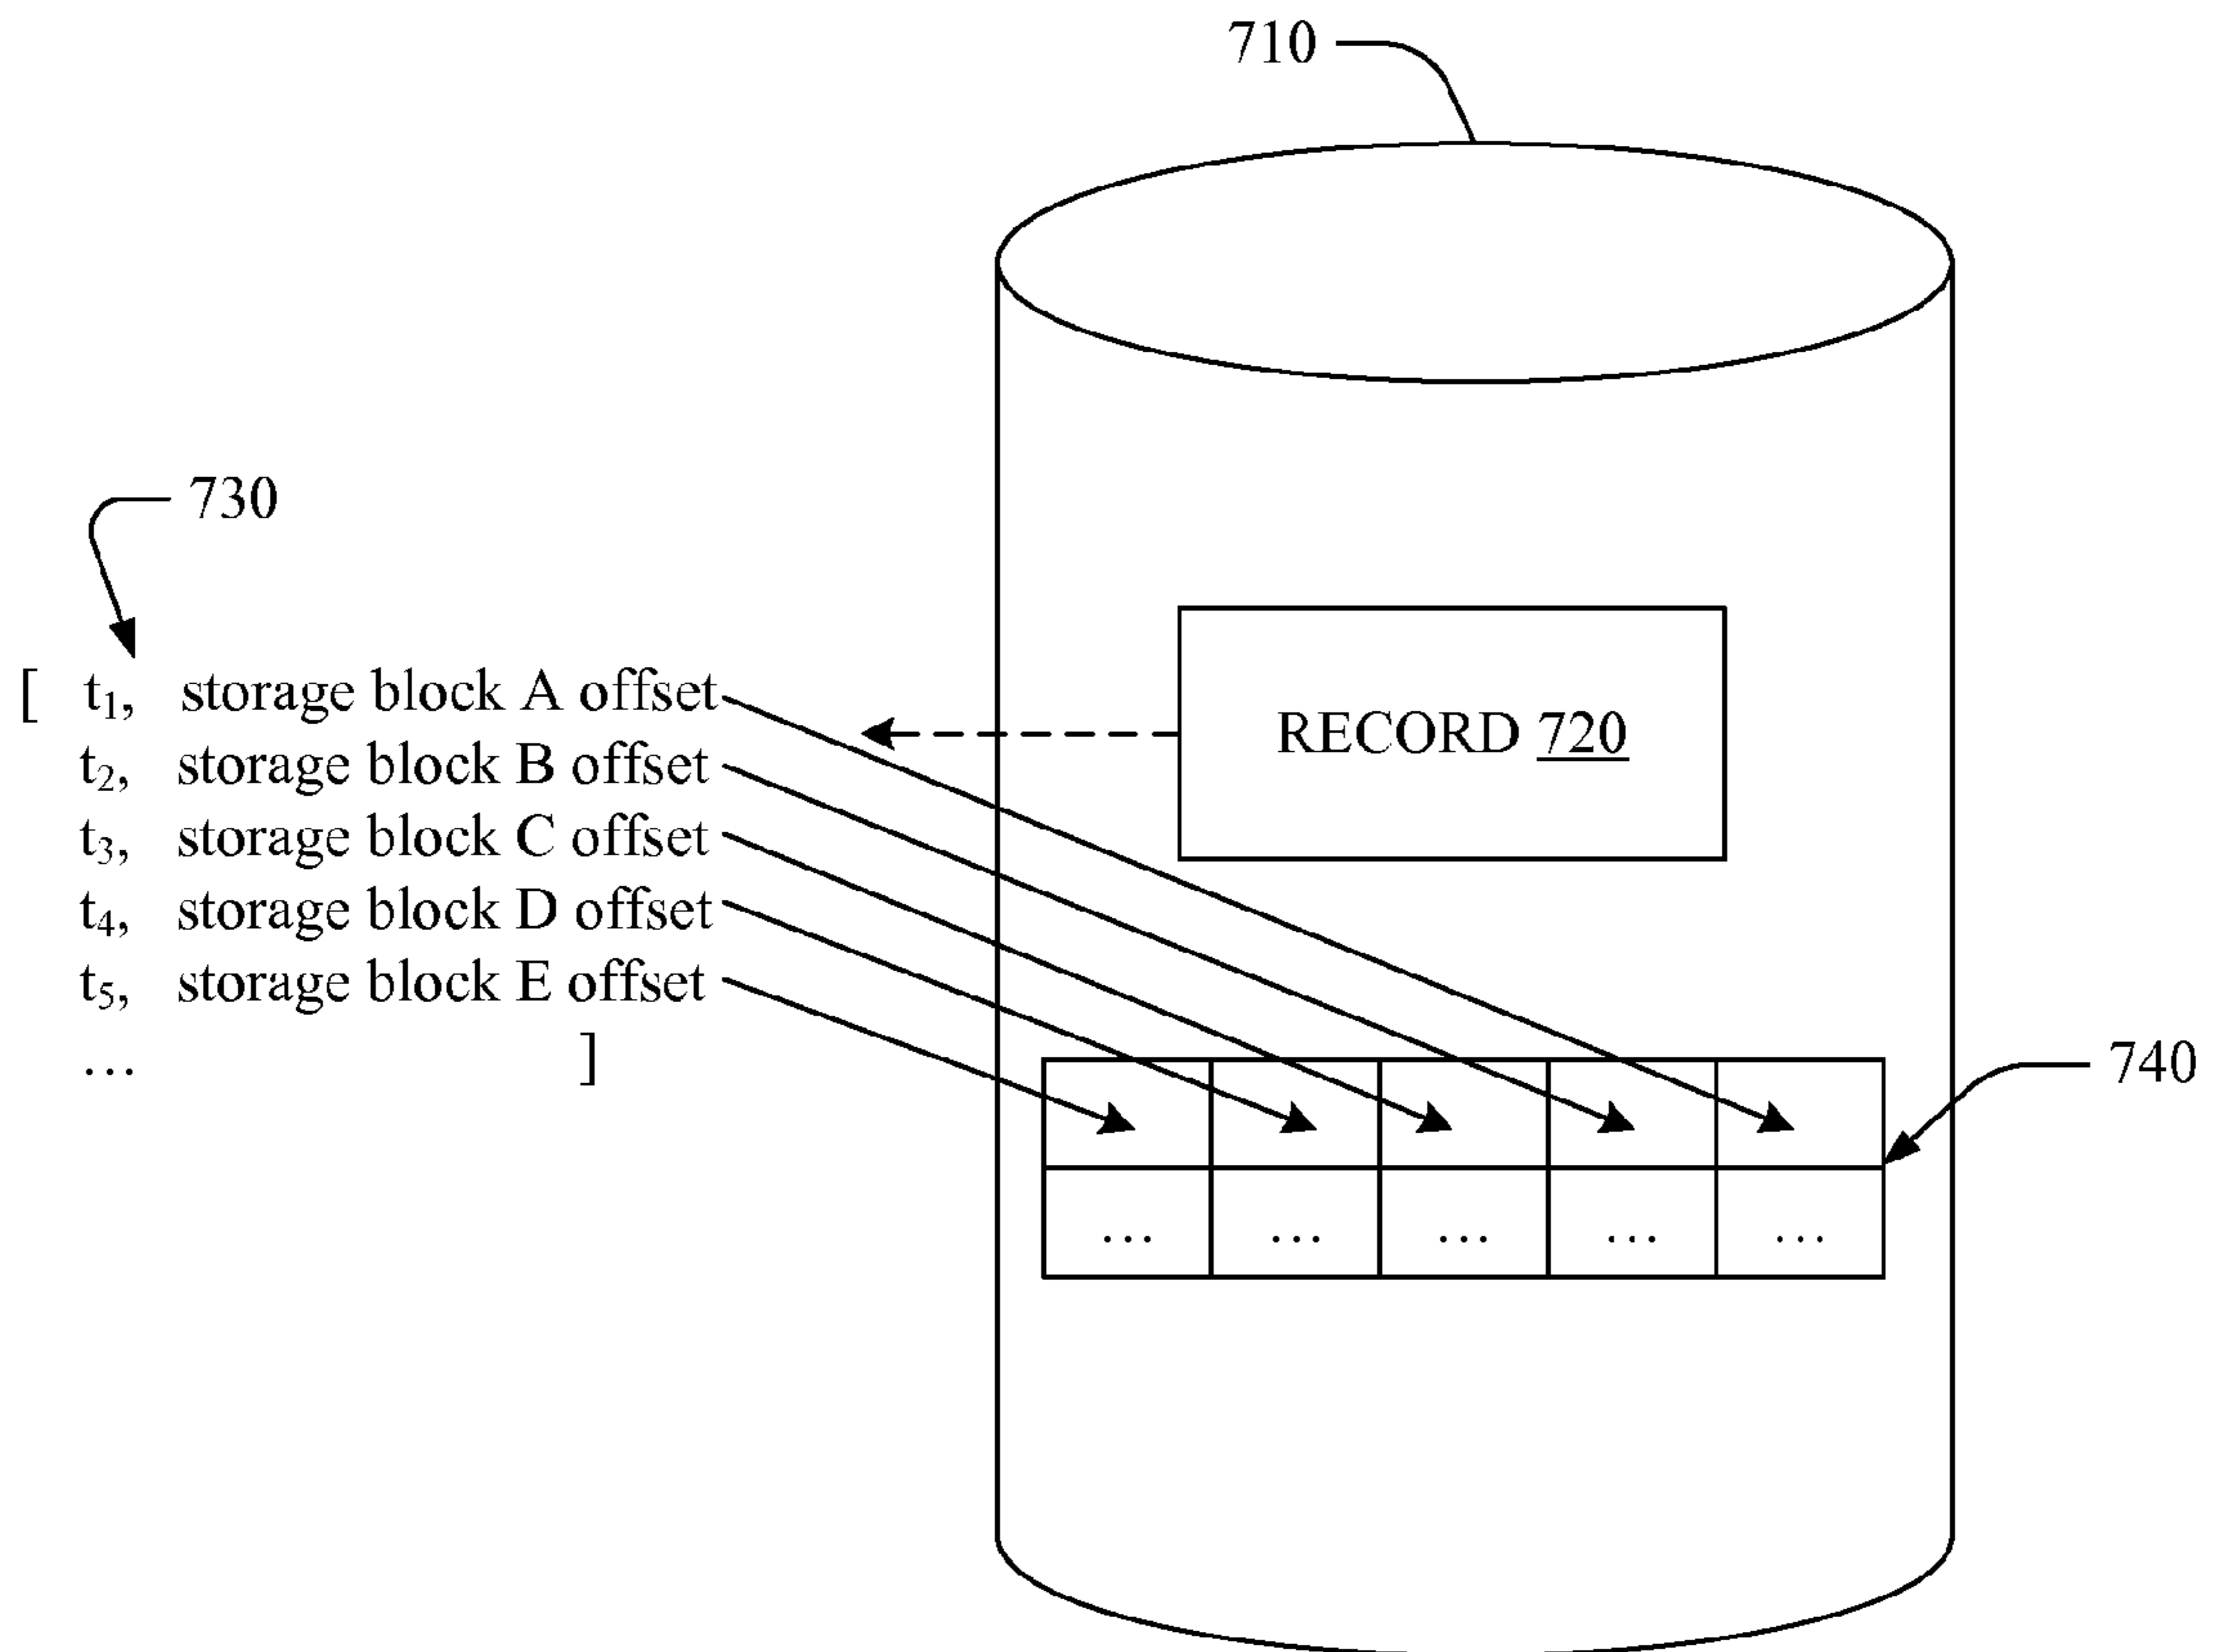 710
730
[ t₁, storage block A offset
RECORD 720
t₂, storage block B offset
t₃, storage block C offset
t₄, storage block D offset
t₅, storage block E offset
... ]
740
... ... ... ... ...